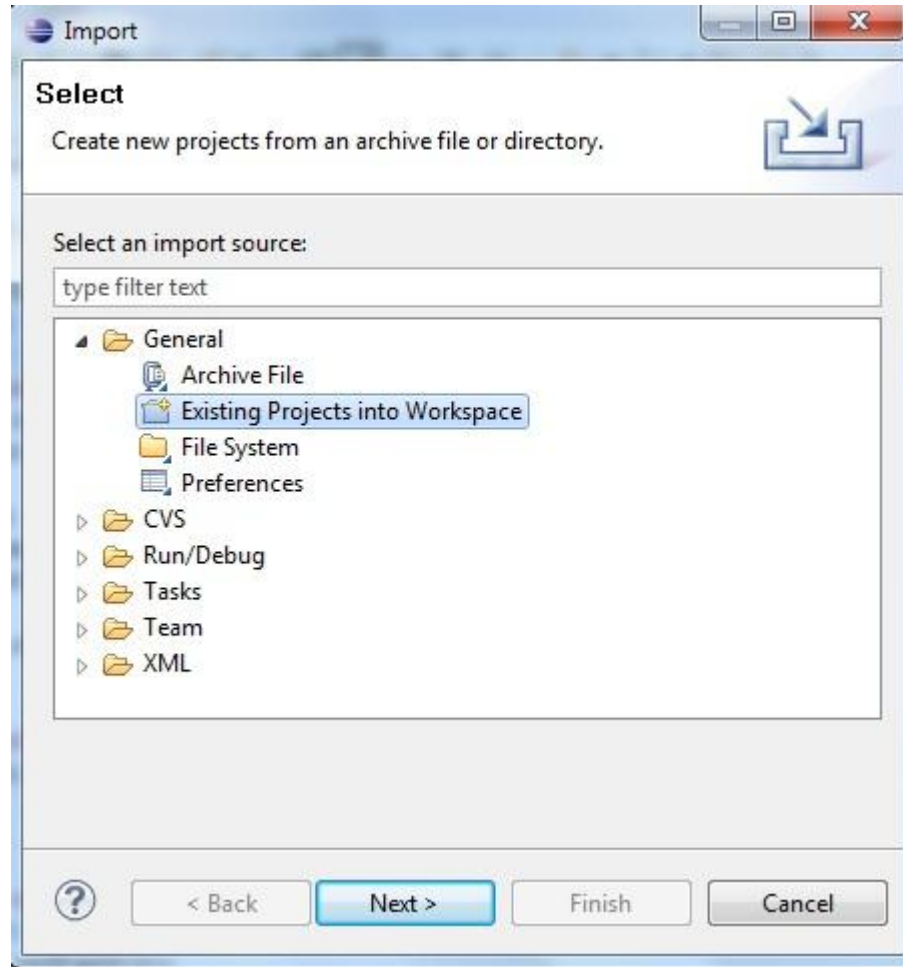 Import
Select
Create new projects from an archive file or directory.
Select an import source:
type filter text
General
Archive File
Existing Projects into Workspace
File System
Preferences
CVS
Run/Debug
Tasks
Team
XML
? < Back Next > Finish Cancel